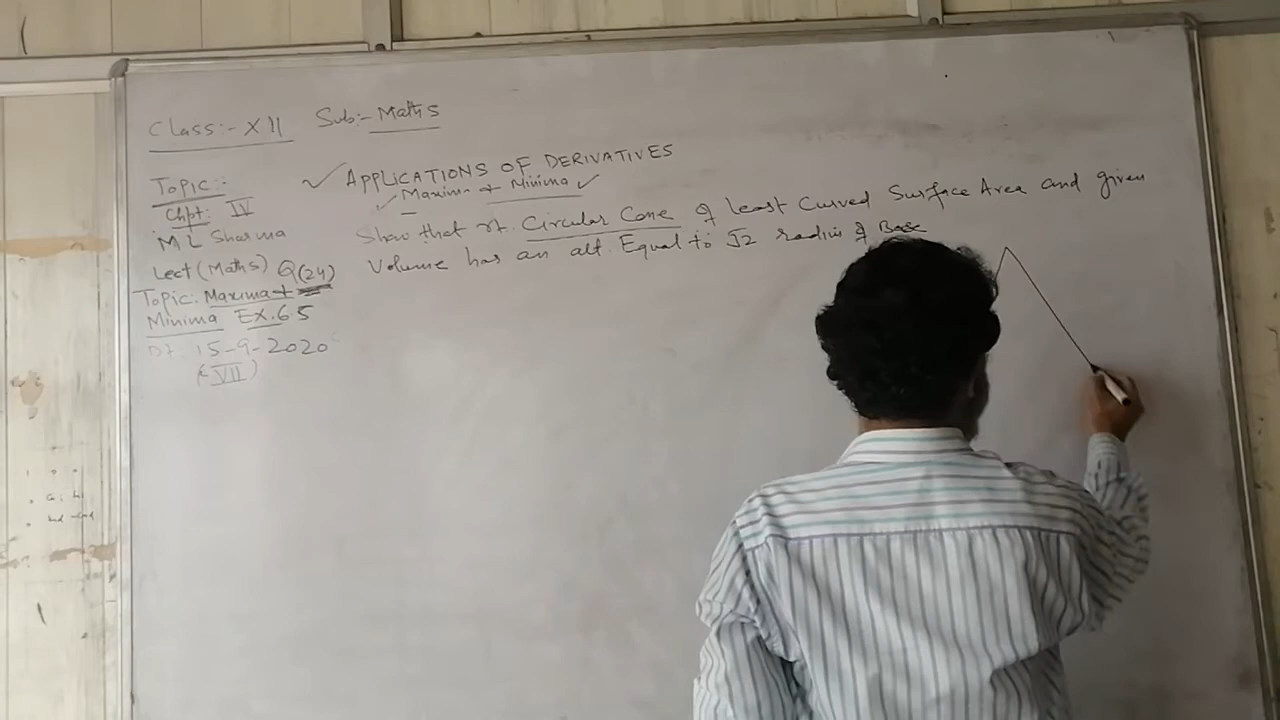 Class:- XII Sub:- Maths
Topic:-
APPLICATIONS OF DERIVATIVES
Chpt: IV
Maxima + Minima
M L Sharma
Show that rt. Circular Cone of least Curved Surface Area and given
Lect (Maths) Q(24)
Volume has an alt. Equal to √2 radius of Base
Topic: Maxima +
Minima EX. 6.5
Dt. 15-9-2020
(VII)